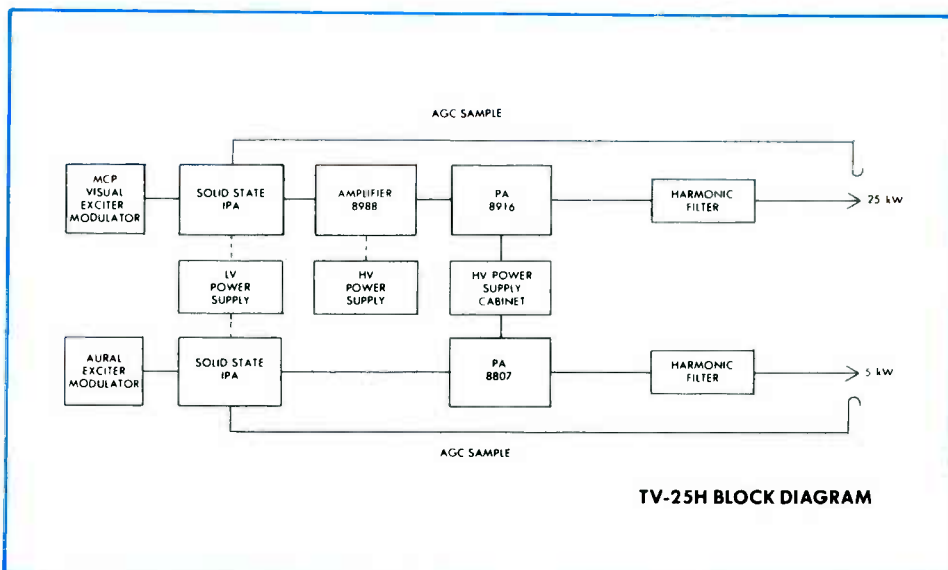 AGC SAMPLE
MCP
VISUAL
EXCITER
MODULATOR
SOLID STATE
IPA
AMPLIFIER
8988
PA
8916
HARMONIC
FILTER
25 kW
LV
POWER
SUPPLY
HV
POWER
SUPPLY
HV POWER
SUPPLY
CABINET
AURAL
EXCITER
MODULATOR
SOLID STATE
IPA
PA
8807
HARMONIC
FILTER
5 kW
AGC SAMPLE
TV-25H BLOCK DIAGRAM